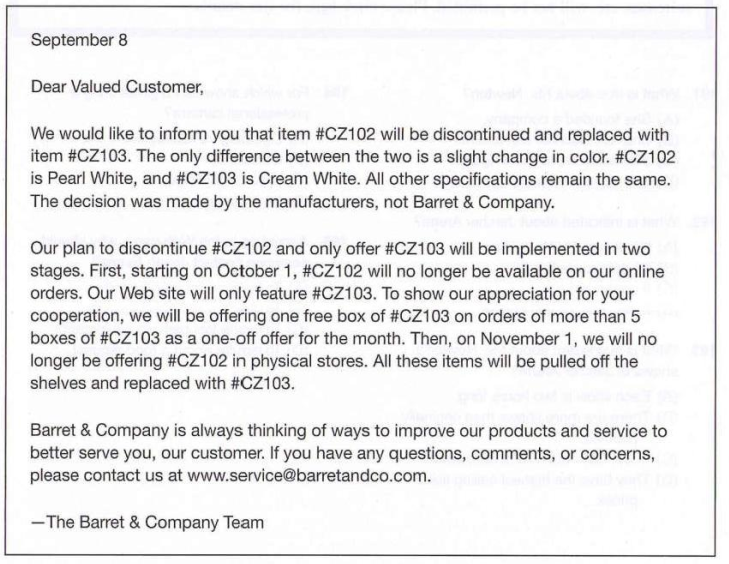 September 8
Dear Valued Customer,
We would like to inform you that item #CZ102 will be discontinued and replaced with
item #CZ103. The only difference between the two is a slight change in color. #CZ102
is Pearl White, and #CZ103 is Cream White. All other specifications remain the same.
The decision was made by the manufacturers, not Barret & Company.
Our plan to discontinue #CZ102 and only offer #CZ103 will be implemented in two
stages. First, starting on October 1, #CZ102 will no longer be available on our online
orders. Our Web site will only feature #CZ103. To show our appreciation for your
cooperation, we will be offering one free box of #CZ103 on orders of more than 5
boxes of #CZ103 as a one-off offer for the month. Then, on November 1, we will no
longer be offering #CZ102 in physical stores. All these items will be pulled off the
shelves and replaced with #CZ103.
Barret & Company is always thinking of ways to improve our products and service to
better serve you, our customer. If you have any questions, comments, or concerns,
please contact us at www.service@barretandco.com.
—The Barret & Company Team